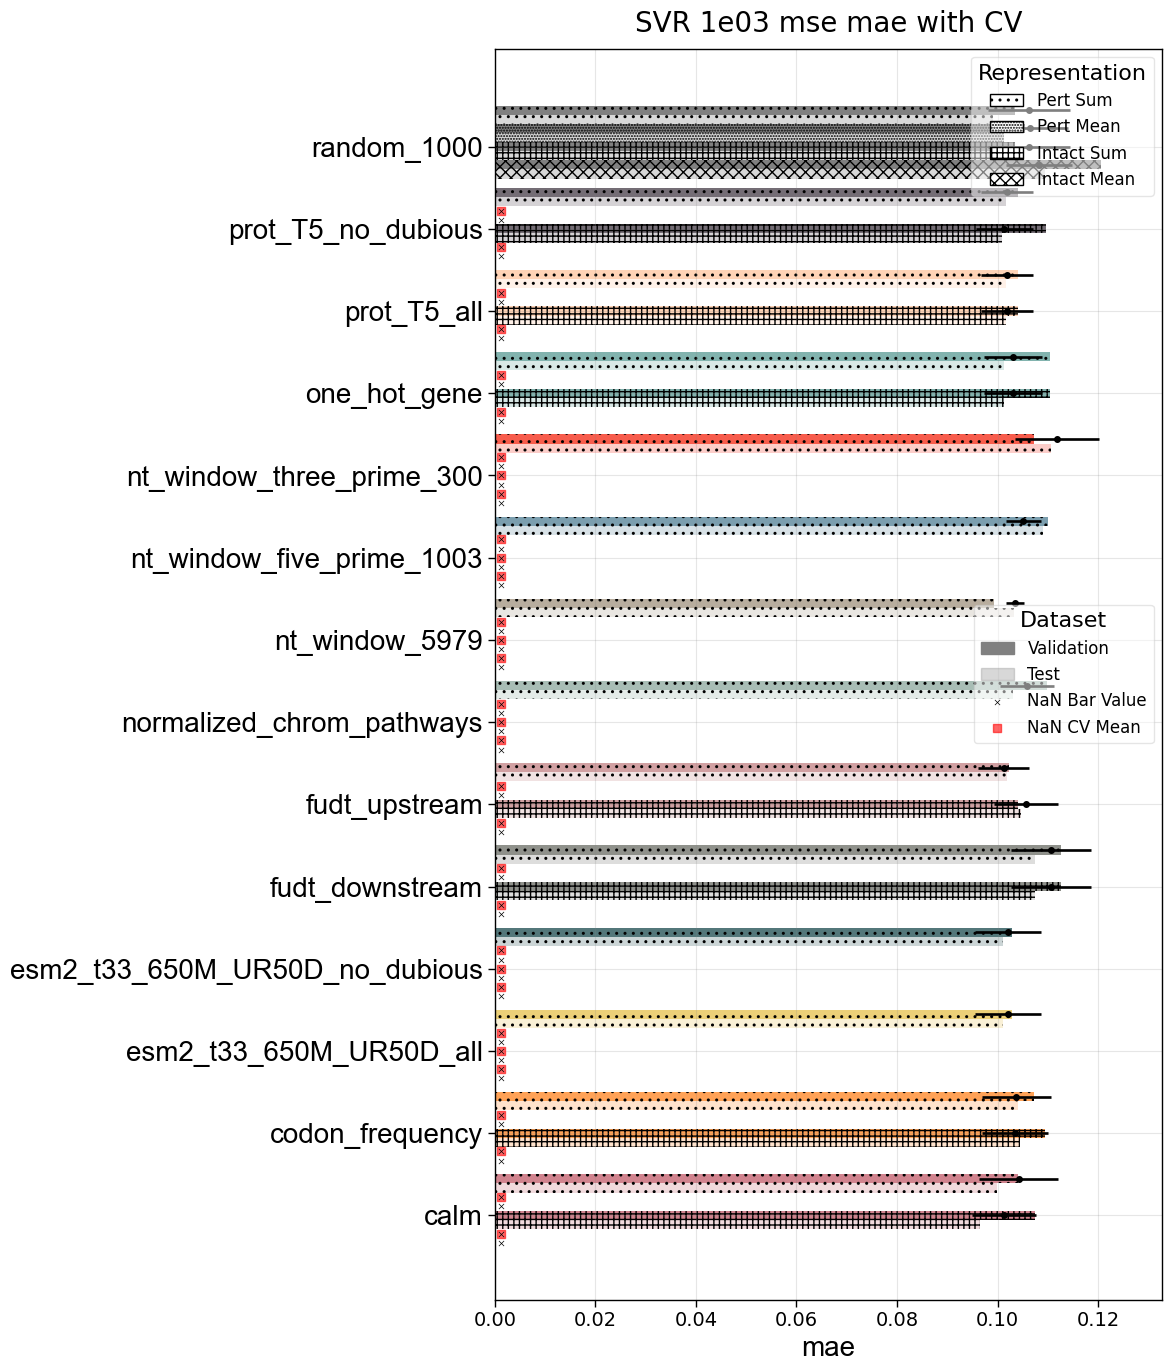 SVR 1e03 mse mae with CV
Representation
Pert Sum
Pert Mean
Intact Sum
Intact Mean
random_1000
prot_T5_no_dubious
prot_T5_all
one_hot_gene
nt_window_three_prime_300
nt_window_five_prime_1003
nt_window_5979
normalized_chrom_pathways
fudt_upstream
fudt_downstream
esm2_t33_650M_UR50D_no_dubious
esm2_t33_650M_UR50D_all
codon_frequency
calm
Dataset
Validation
Test
NaN Bar Value
NaN CV Mean
0.00 0.02 0.04 0.06 0.08 0.10 0.12
mae